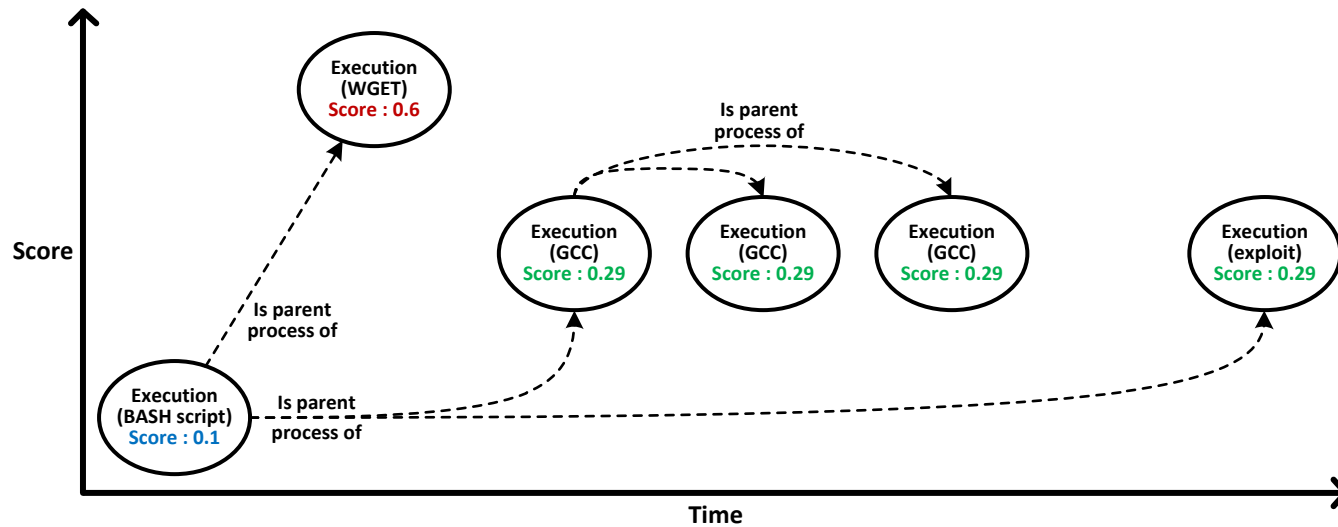 Execution
(WGET)
Score : 0.6
Is parent
process of
Execution
(GCC)
Score : 0.29
Execution
(GCC)
Score : 0.29
Execution
(GCC)
Score : 0.29
Execution
(exploit)
Score : 0.29
Score
Is parent
process of
Execution
(BASH script)
Score : 0.1
Is parent
process of
Time